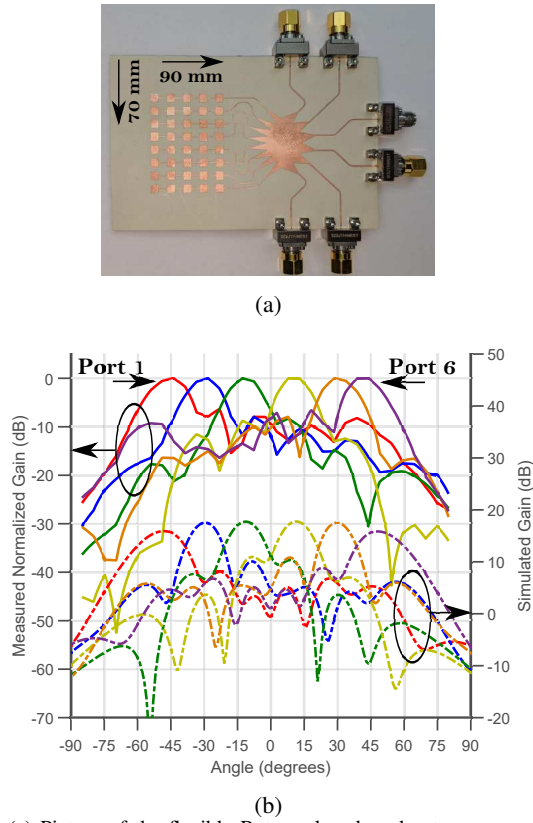 90 mm
70 mm
SOUTHWEST
SOUTHWEST
(a)
Port 1
Port 6
Measured Normalized Gain (dB)
0
-10
-20
-30
-40
-50
-60
-70
50
40
30
20
10
0
-10
-20
Simulated Gain (dB)
-90 -75 -60 -45 -30 -15 0 15 30 45 60 75 90
Angle (degrees)
(b)